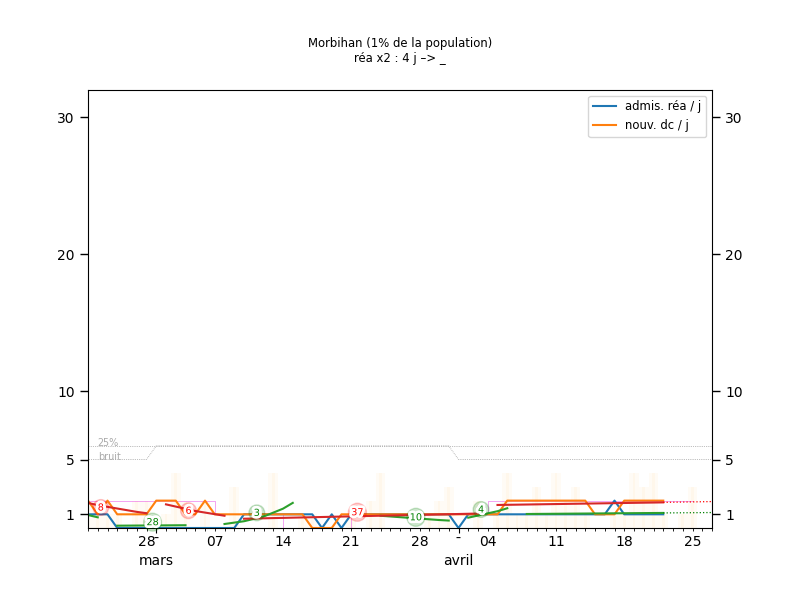 Morbihan (1% de la population)
réa x2 : 4 j –> _
admis. réa / j
nouv. dc / j
30 30
20 20
10 10
25%
bruit
5 5
8 28 6 3 37 10 4
1 1
28 - 07 14 21 28 - 04 11 18 25
mars avril